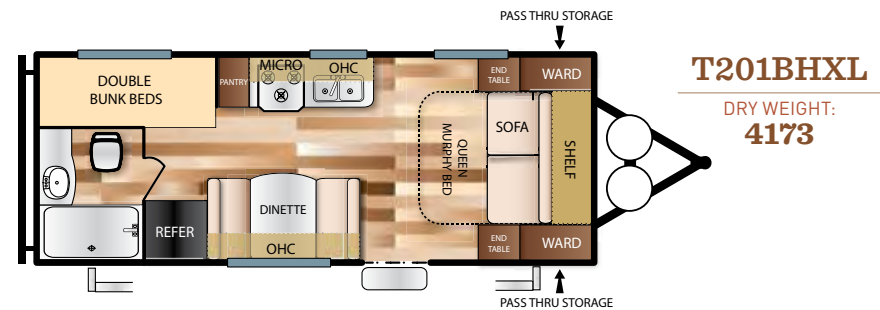 PASS THRU STORAGE
T201BHXL
DRY WEIGHT:
4173
DOUBLE
BUNK BEDS
PANTRY
MICRO
OHC
END
TABLE
WARD
QUEEN
MURPHY BED
SOFA
SHELF
REFER
DINETTE
OHC
END
TABLE
WARD
PASS THRU STORAGE